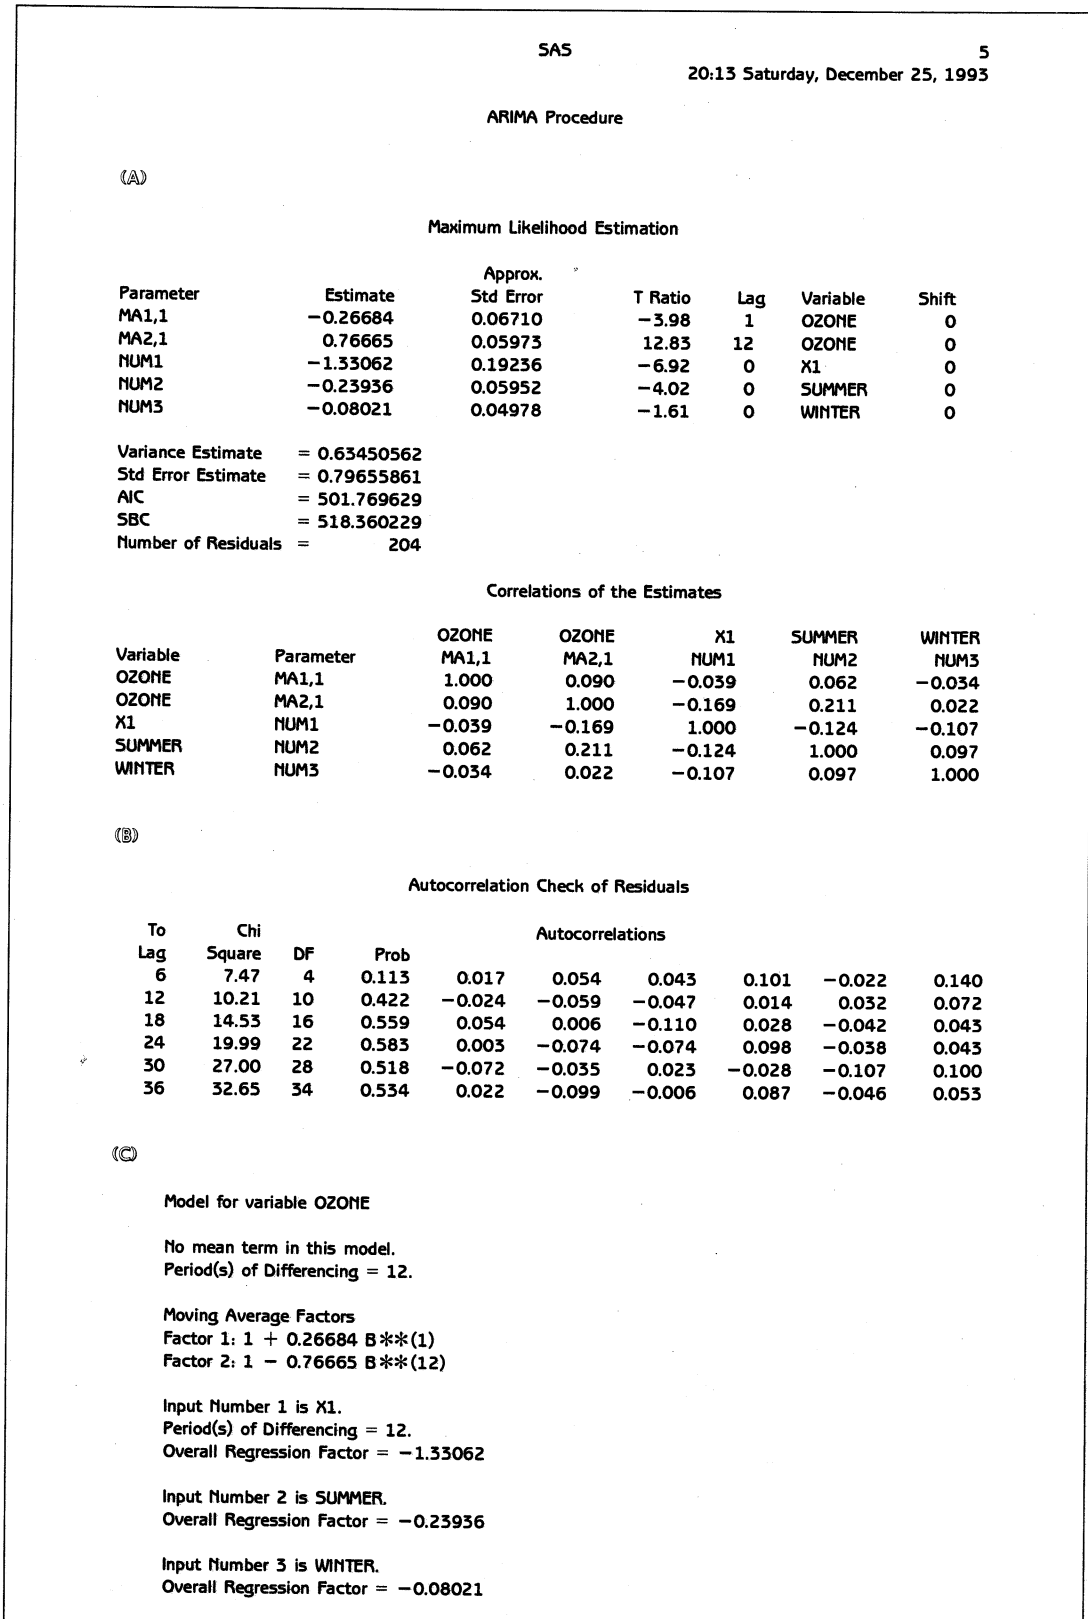 SAS 5
20:13 Saturday, December 25, 1993
ARIMA Procedure
(A)
Maximum Likelihood Estimation
Approx.
Parameter Estimate Std Error T Ratio Lag Variable Shift
MA1,1 −0.26684 0.06710 −3.98 1 OZONE 0
MA2,1 0.76665 0.05973 12.83 12 OZONE 0
NUM1 −1.33062 0.19236 −6.92 0 X1 0
NUM2 −0.23936 0.05952 −4.02 0 SUMMER 0
NUM3 −0.08021 0.04978 −1.61 0 WINTER 0
Variance Estimate = 0.63450562
Std Error Estimate = 0.79655861
AIC = 501.769629
SBC = 518.360229
Number of Residuals = 204
Correlations of the Estimates
OZONE OZONE X1 SUMMER WINTER
Variable Parameter MA1,1 MA2,1 NUM1 NUM2 NUM3
OZONE MA1,1 1.000 0.090 −0.039 0.062 −0.034
OZONE MA2,1 0.090 1.000 −0.169 0.211 0.022
X1 NUM1 −0.039 −0.169 1.000 −0.124 −0.107
SUMMER NUM2 0.062 0.211 −0.124 1.000 0.097
WINTER NUM3 −0.034 0.022 −0.107 0.097 1.000
(B)
Autocorrelation Check of Residuals
To Chi Autocorrelations
Lag Square DF Prob
6 7.47 4 0.113 0.017 0.054 0.043 0.101 −0.022 0.140
12 10.21 10 0.422 −0.024 −0.059 −0.047 0.014 0.032 0.072
18 14.53 16 0.559 0.054 0.006 −0.110 0.028 −0.042 0.043
24 19.99 22 0.583 0.003 −0.074 −0.074 0.098 −0.038 0.043
30 27.00 28 0.518 −0.072 −0.035 0.023 −0.028 −0.107 0.100
36 32.65 34 0.534 0.022 −0.099 −0.006 0.087 −0.046 0.053
(C)
Model for variable OZONE
No mean term in this model.
Period(s) of Differencing = 12.
Moving Average Factors
Factor 1: 1 + 0.26684 B**(1)
Factor 2: 1 − 0.76665 B**(12)
Input Number 1 is X1.
Period(s) of Differencing = 12.
Overall Regression Factor = −1.33062
Input Number 2 is SUMMER.
Overall Regression Factor = −0.23936
Input Number 3 is WINTER.
Overall Regression Factor = −0.08021